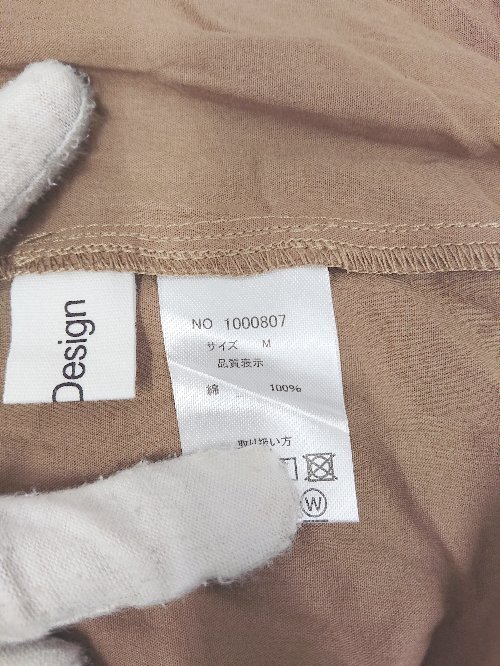 NO 1000807
サイズ M
品質表示
綿 100%
取り扱い方
W
Design